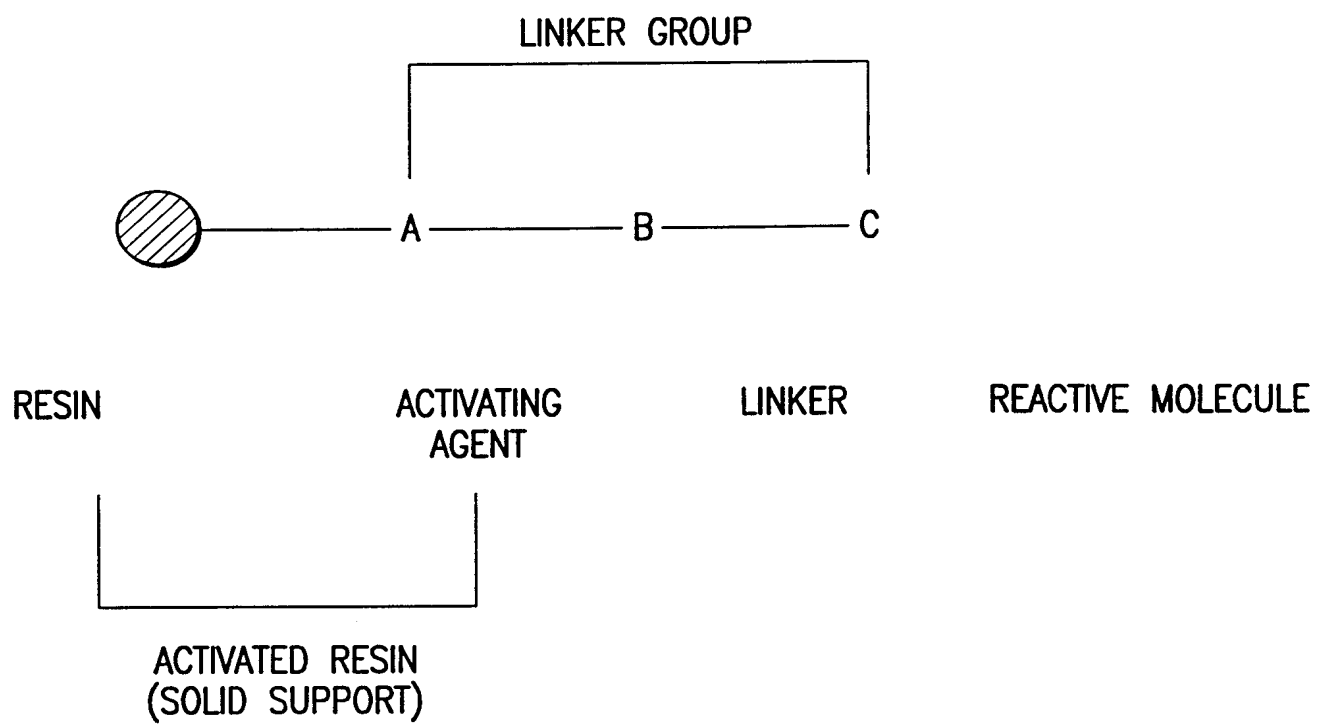 LINKER GROUP
A B C
RESIN ACTIVATING AGENT LINKER REACTIVE MOLECULE
ACTIVATED RESIN
(SOLID SUPPORT)